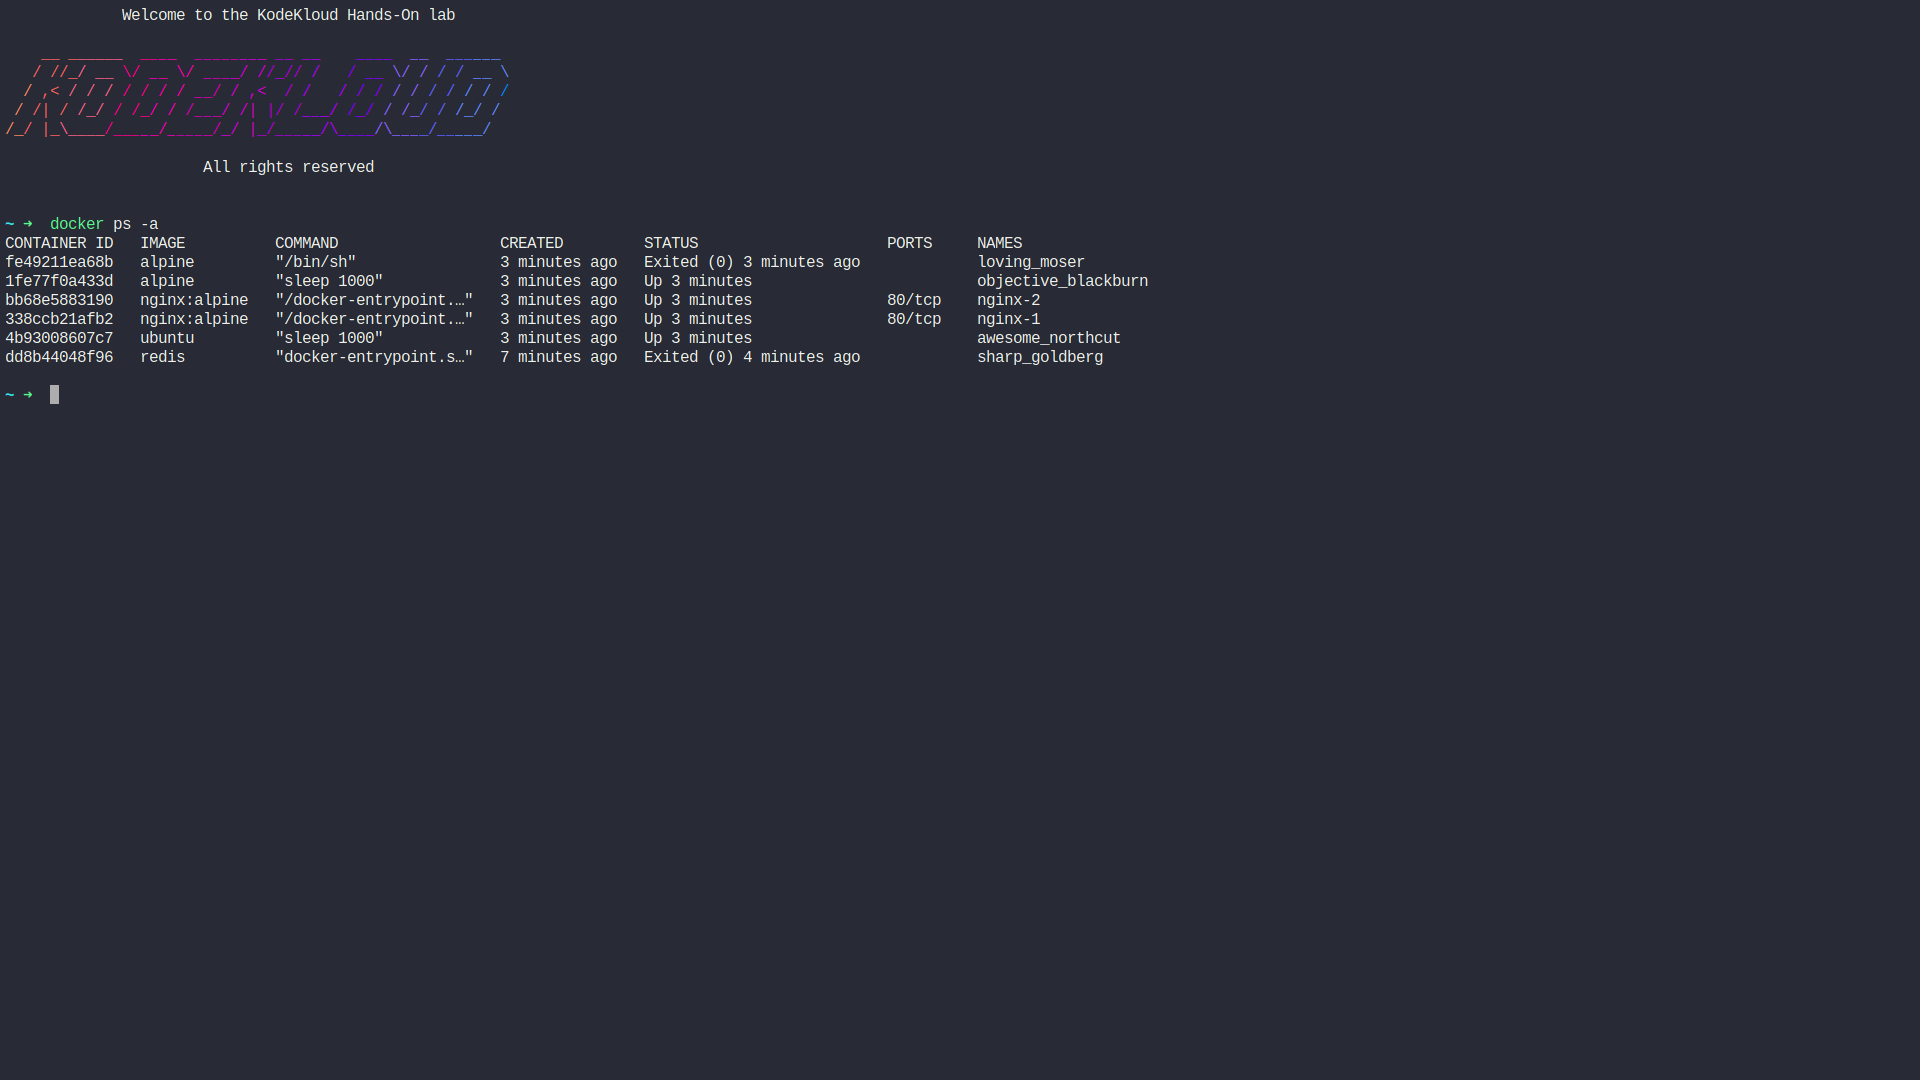 Welcome to the KodeKloud Hands-On lab
All rights reserved
~ ➜  docker ps -a
CONTAINER ID   IMAGE          COMMAND                  CREATED         STATUS                     PORTS     NAMES
fe49211ea68b   alpine         "/bin/sh"                3 minutes ago   Exited (0) 3 minutes ago             loving_moser
1fe77f0a433d   alpine         "sleep 1000"             3 minutes ago   Up 3 minutes                         objective_blackburn
bb68e5883190   nginx:alpine   "/docker-entrypoint.…"   3 minutes ago   Up 3 minutes               80/tcp    nginx-2
338ccb21afb2   nginx:alpine   "/docker-entrypoint.…"   3 minutes ago   Up 3 minutes               80/tcp    nginx-1
4b93008607c7   ubuntu         "sleep 1000"             3 minutes ago   Up 3 minutes                         awesome_northcut
dd8b44048f96   redis          "docker-entrypoint.s…"   7 minutes ago   Exited (0) 4 minutes ago             sharp_goldberg
~ ➜